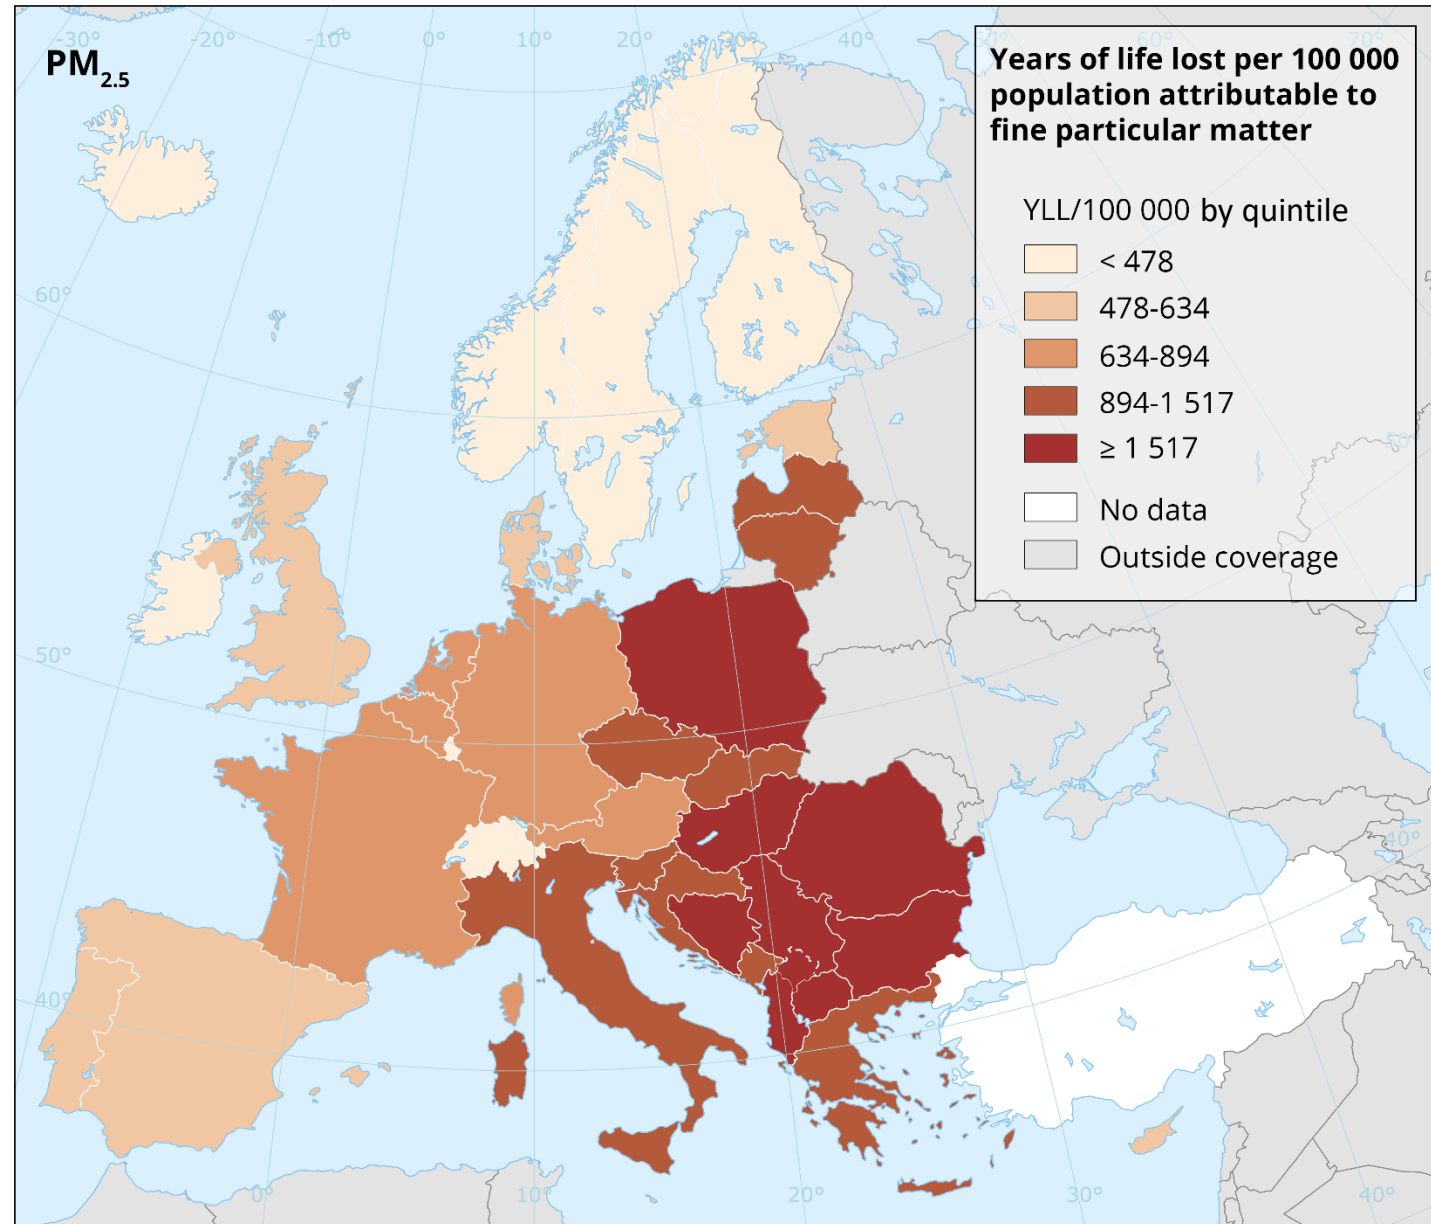 -30° -20° -10° 0° 10° 20° 30° 40° 50° 60° 70°
PM2.5
Years of life lost per 100 000
population attributable to
fine particular matter
YLL/100 000 by quintile
< 478
478-634
634-894
894-1 517
≥ 1 517
No data
Outside coverage
60°
50°
50°
40°
40°
0° 10° 20° 30° 40°